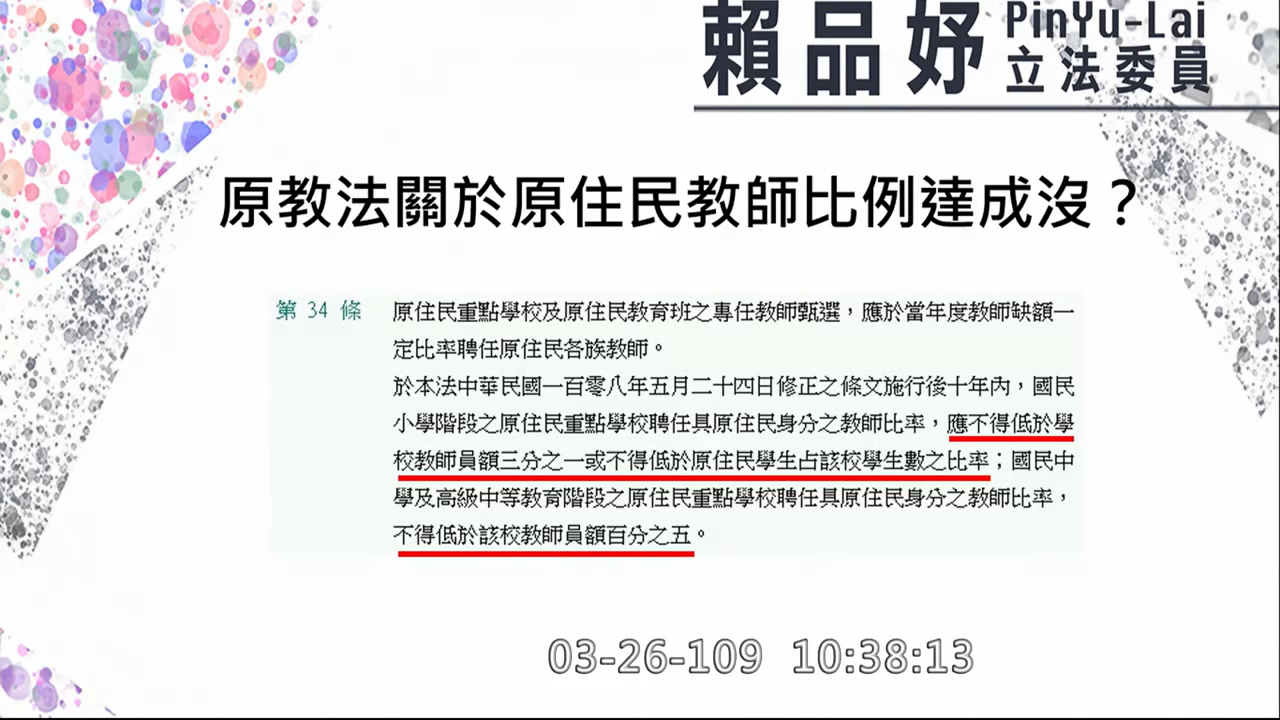 賴品妤
PinYu-Lai
立法委員
原教法關於原住民教師比例達成沒？
第 34 條
原住民重點學校及原住民教育班之專任教師甄選，應於當年度教師缺額一
定比率聘任原住民各族教師。
於本法中華民國一百零八年五月二十四日修正之條文施行後十年內，國民
小學階段之原住民重點學校聘任具原住民身分之教師比率，應不得低於學
校教師員額三分之一或不得低於原住民學生占該校學生數之比率；國民中
學及高級中等教育階段之原住民重點學校聘任具原住民身分之教師比率，
不得低於該校教師員額百分之五。
03-26-109 10:38:13